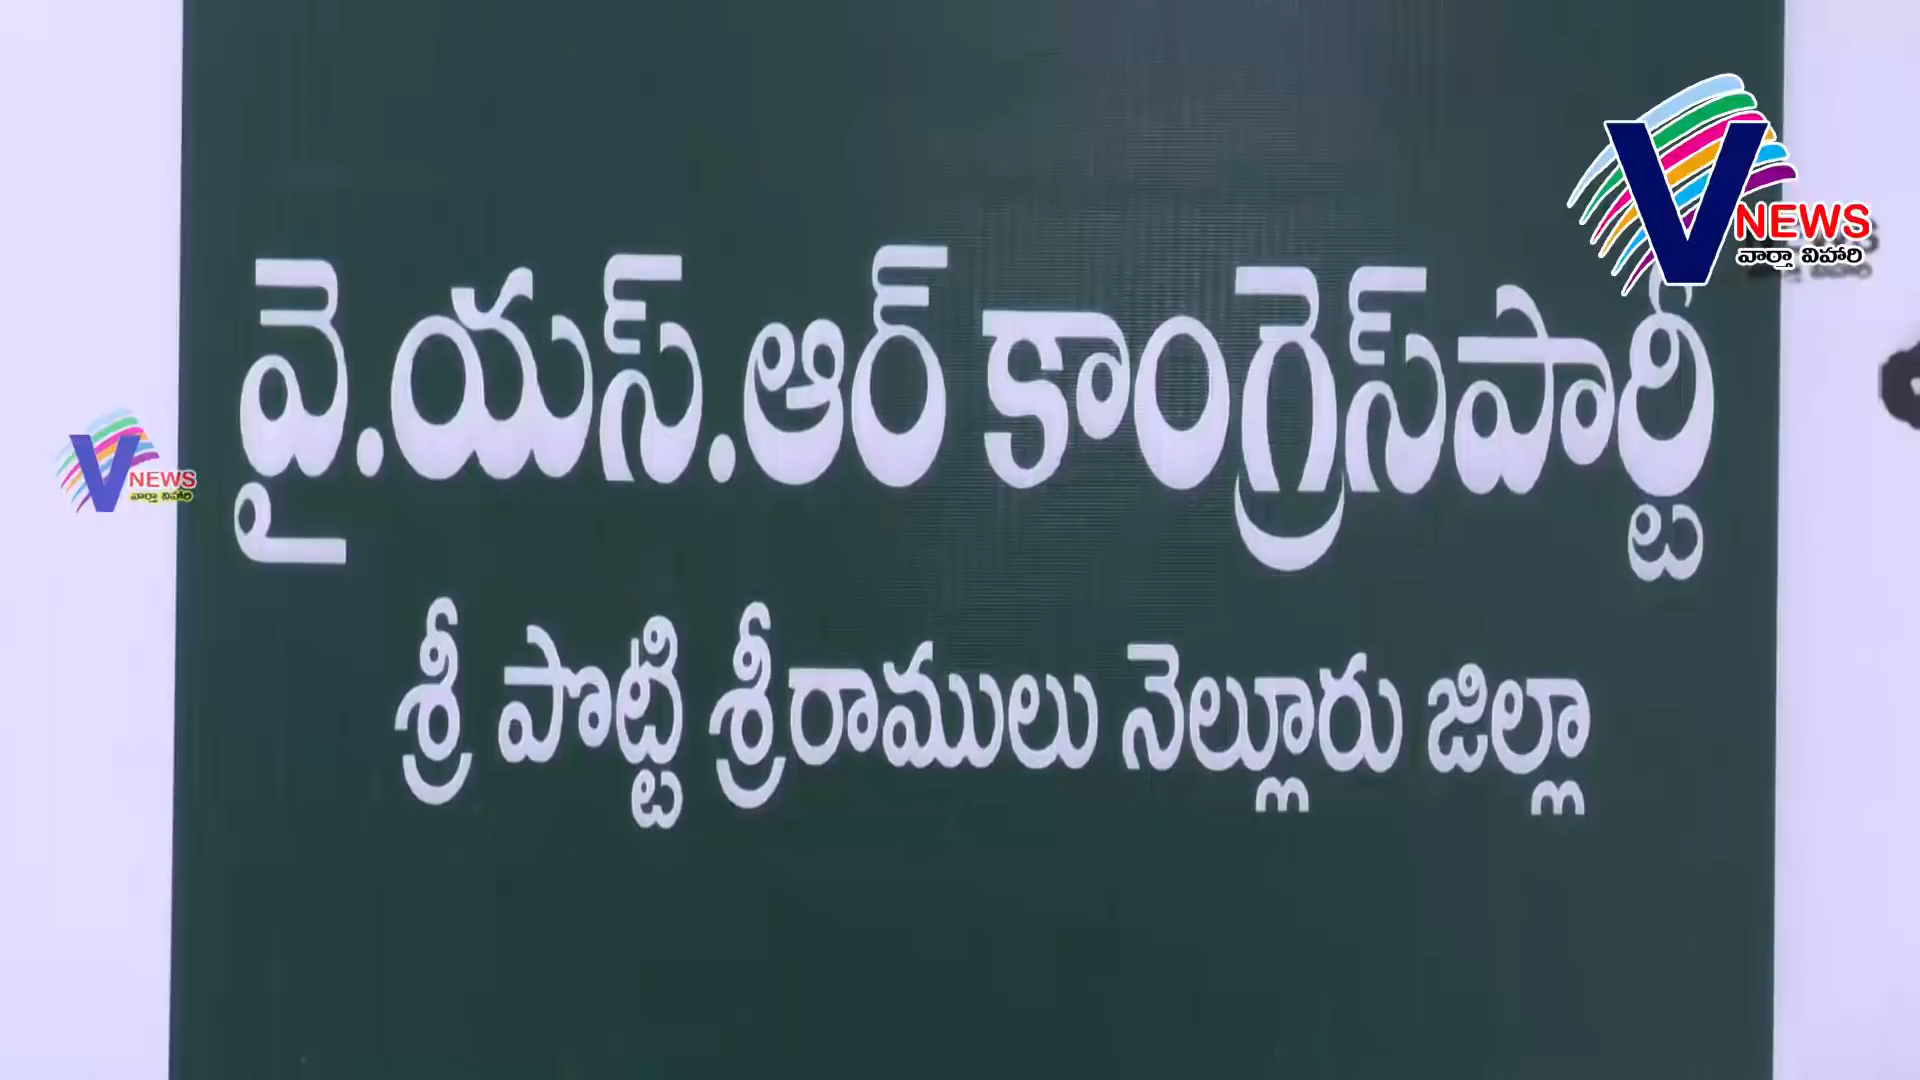 V NEWS
వార్తా విహారి
వై.యస్.ఆర్ కాంగ్రెస్‌పార్టీ
V NEWS
వార్తా విహారి
శ్రీ పొట్టి శ్రీరాములు నెల్లూరు జిల్లా